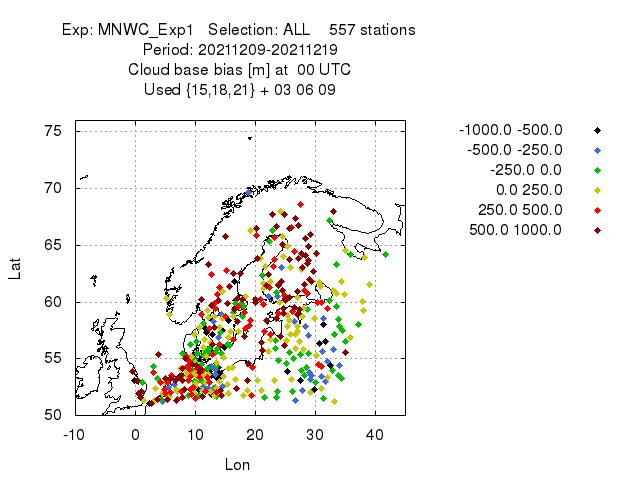 Exp: MNWC_Exp1 Selection: ALL 557 stations
Period: 20211209-20211219
Cloud base bias [m] at 00 UTC
Used {15,18,21} + 03 06 09
-1000.0 -500.0
-500.0 -250.0
-250.0 0.0
0.0 250.0
250.0 500.0
500.0 1000.0
75
70
65
60
55
50
Lat
-10 0 10 20 30 40
Lon